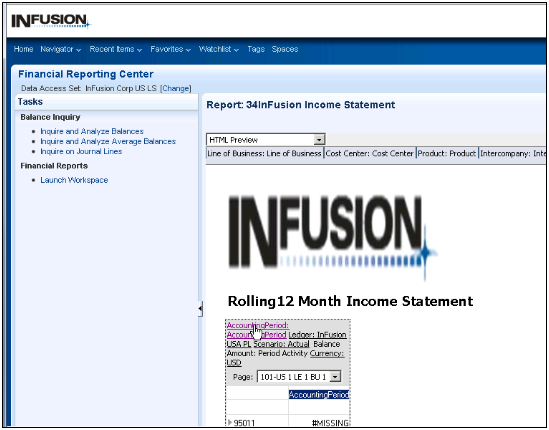 INFUSION
Home Navigator Recent Items Favorites Watchlist Tags Spaces
Financial Reporting Center
Data Access Set: InFusion Corp US LS [Change]
Tasks
Balance Inquiry
Inquire and Analyze Balances
Inquire and Analyze Average Balances
Inquire on Journal Lines
Financial Reports
Launch Workspace
Report: 34InFusion Income Statement
HTML Preview
Line of Business: Line of Business Cost Center: Cost Center Product: Product Intercompany: Inte
INFUSION
Rolling12 Month Income Statement
AccountingPeriod:
AccountingPeriod Ledger: InFusion
USA PL Scenario: Actual Balance
Amount: Period Activity Currency:
USD
Page: 101-US 1 LE 1 BU 1
AccountingPeriod
95011 #MISSING